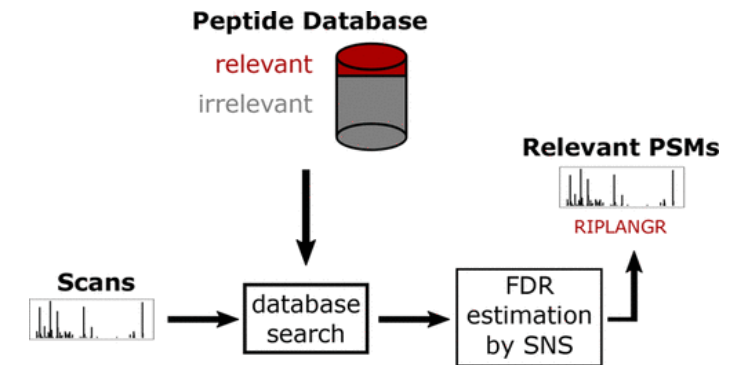 Peptide Database
relevant
irrelevant
Relevant PSMs
RIPLANGR
Scans
database
search
FDR
estimation
by SNS